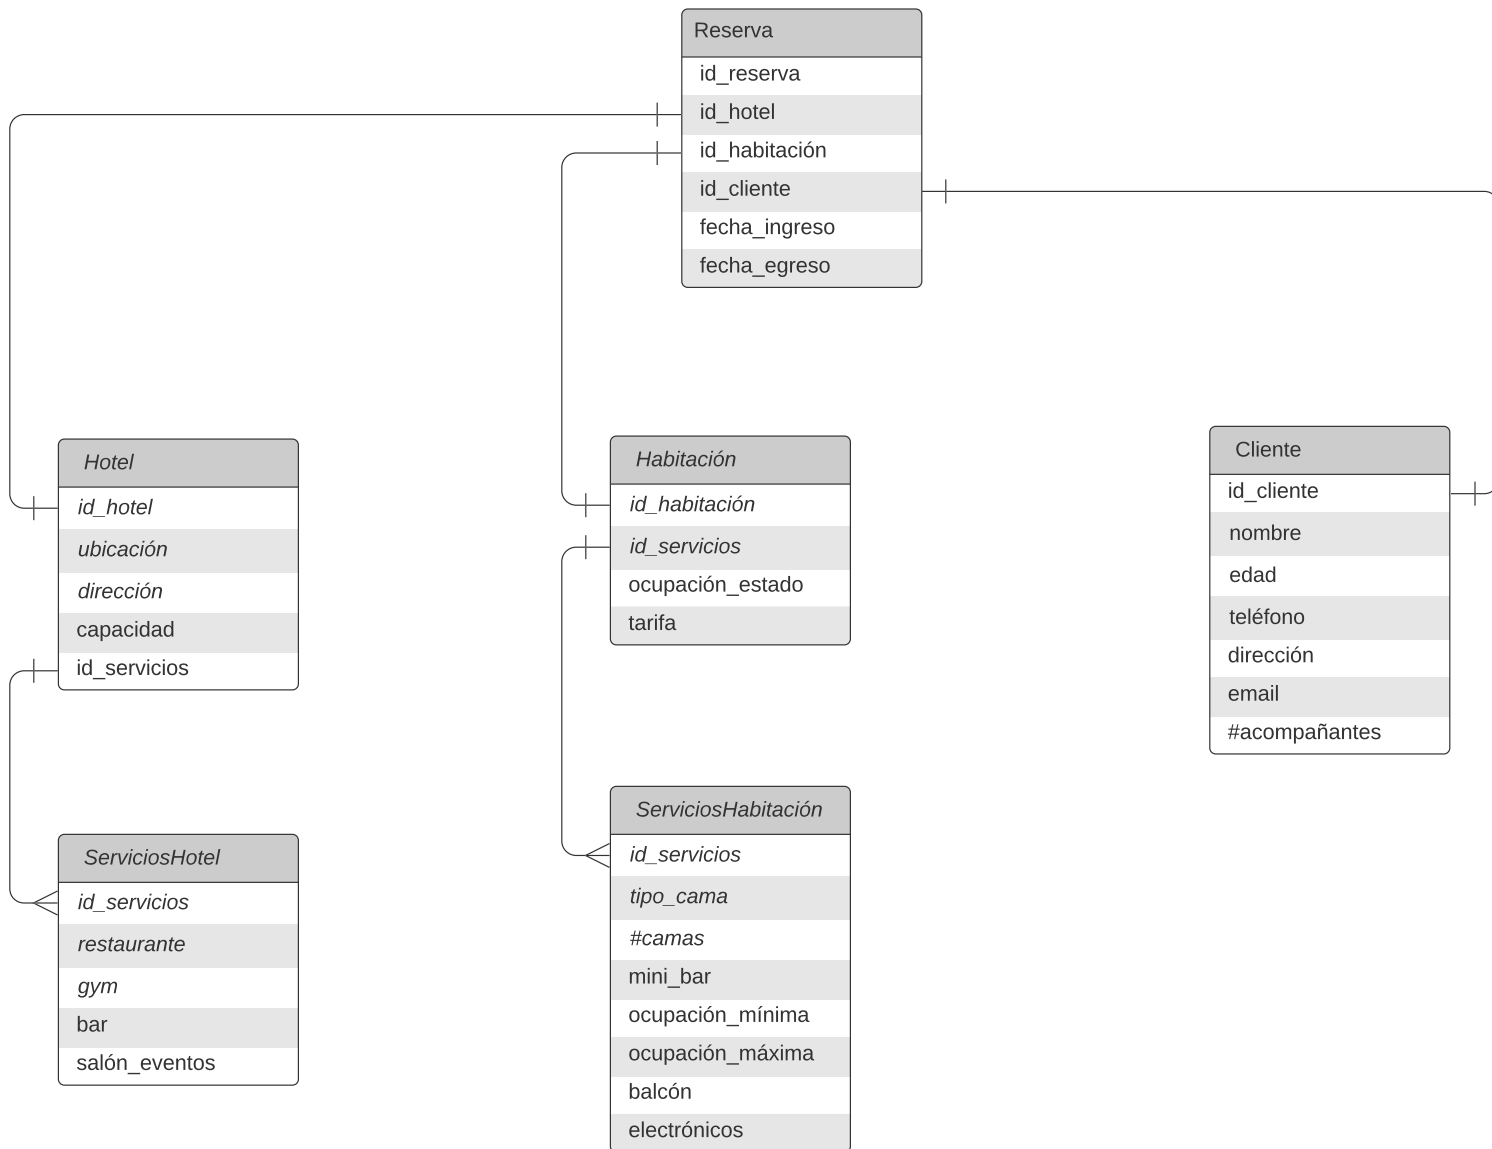 Reserva
id_reserva
id_hotel
id_habitación
id_cliente
fecha_ingreso
fecha_egreso
Hotel
id_hotel
ubicación
dirección
capacidad
id_servicios
Habitación
id_habitación
id_servicios
ocupación_estado
tarifa
Cliente
id_cliente
nombre
edad
teléfono
dirección
email
#acompañantes
ServiciosHotel
id_servicios
restaurante
gym
bar
salón_eventos
ServiciosHabitación
id_servicios
tipo_cama
#camas
mini_bar
ocupación_mínima
ocupación_máxima
balcón
electrónicos